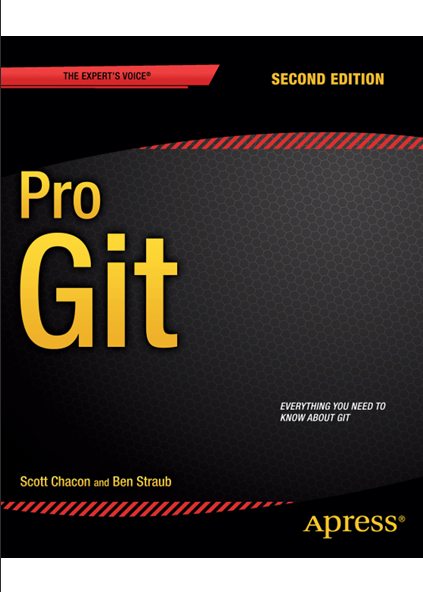 THE EXPERT'S VOICE®
SECOND EDITION
Pro
Git
EVERYTHING YOU NEED TO
KNOW ABOUT GIT
Scott Chacon and Ben Straub
Apress®